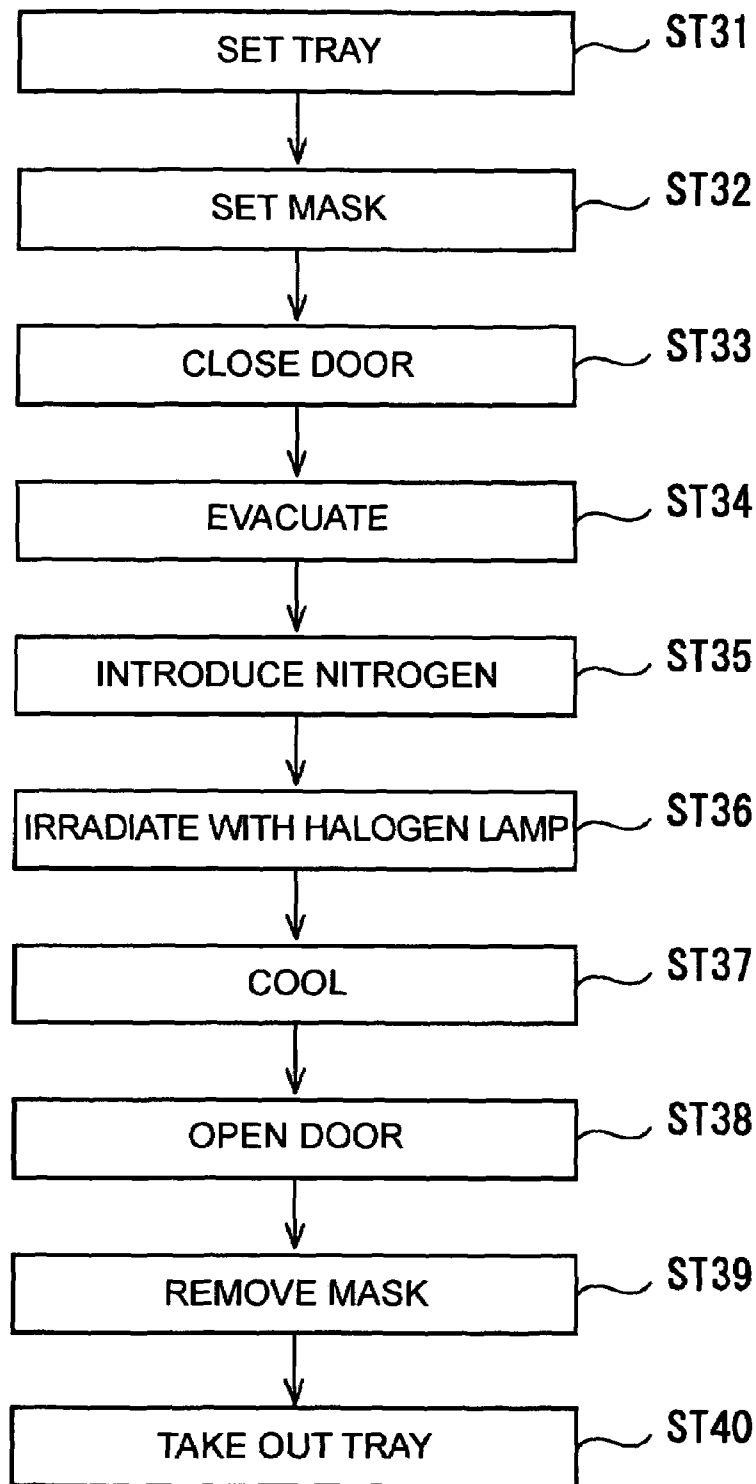 SET TRAY ST31
SET MASK ST32
CLOSE DOOR ST33
EVACUATE ST34
INTRODUCE NITROGEN ST35
IRRADIATE WITH HALOGEN LAMP ST36
COOL ST37
OPEN DOOR ST38
REMOVE MASK ST39
TAKE OUT TRAY ST40